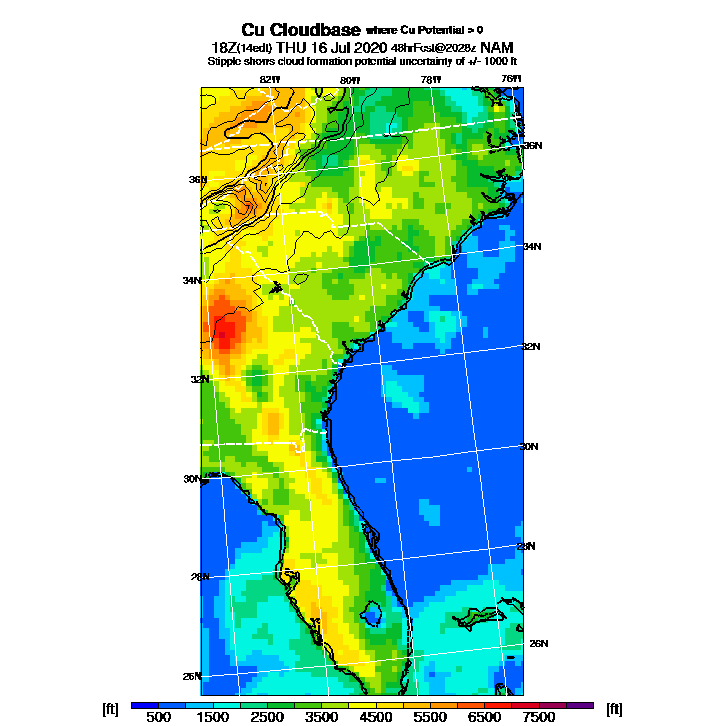 Cu Cloudbase where Cu Potential > 0
18Z(14edt) THU 16 Jul 2020 48hrFcst@2028z NAM
Stipple shows cloud formation potential uncertainty of +/- 1000 ft
82W 80W 78W 76W
36N 36N
34N 34N
32N 32N
30N 30N
28N 28N
26N 26N
[ft] 500 1500 2500 3500 4500 5500 6500 7500 [ft]